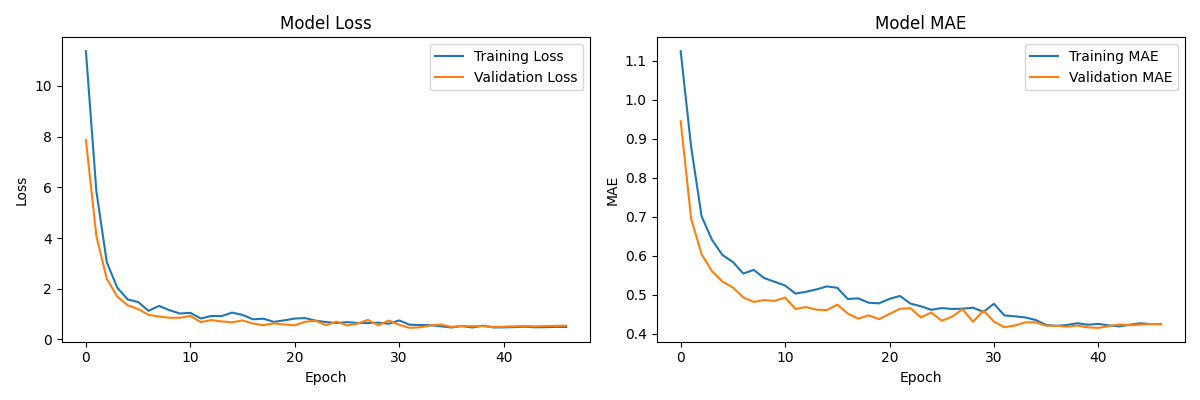 Model Loss
Training Loss
Validation Loss
10
8
6
4
2
0
Loss
0
10
20
30
40
Epoch
Model MAE
Training MAE
Validation MAE
1.1
1.0
0.9
0.8
0.7
0.6
0.5
0.4
MAE
0
10
20
30
40
Epoch